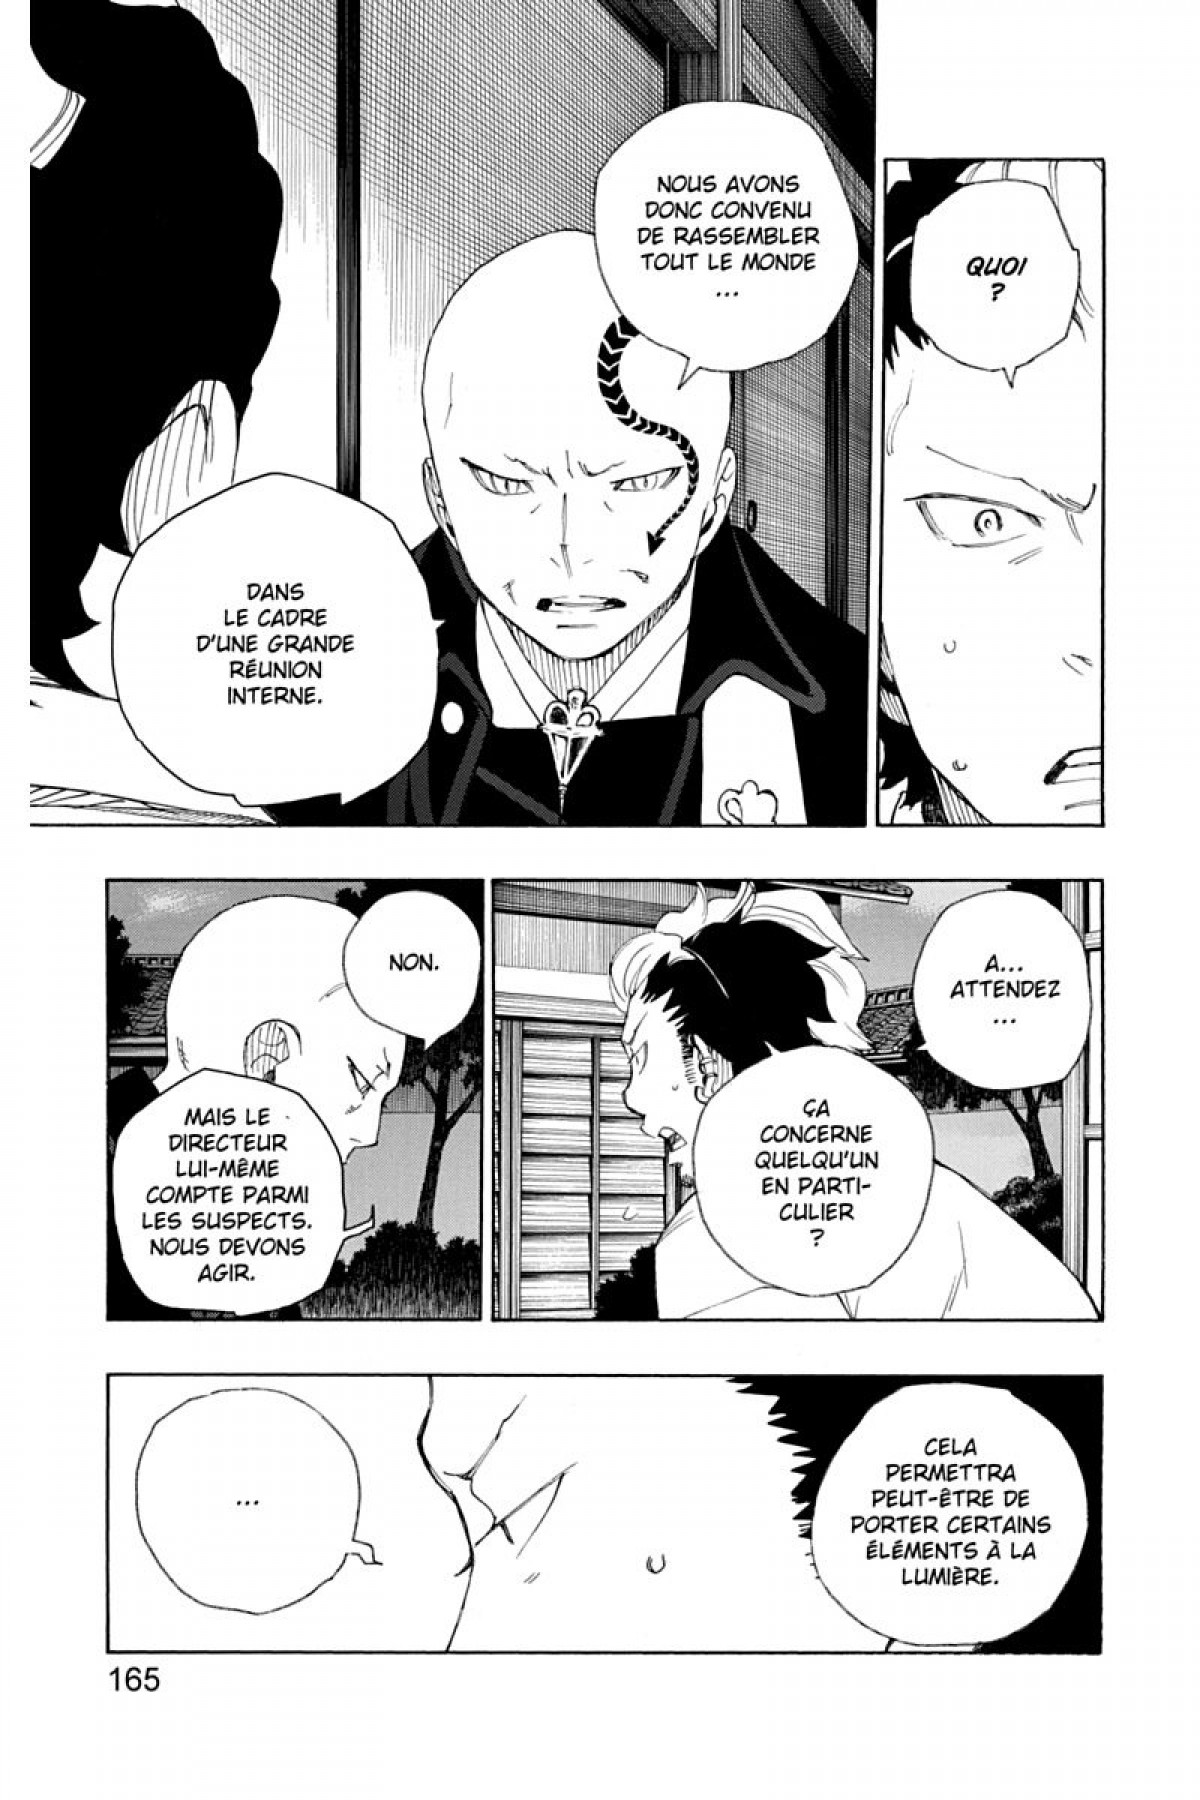 QUOI
?
NOUS AVONS
DONC CONVENU
DE RASSEMBLER
TOUT LE MONDE
...
DANS
LE CADRE
D'UNE GRANDE
RÉUNION
INTERNE.
A...
ATTENDEZ
...
ÇA
CONCERNE
QUELQU'UN
EN PARTI-
CULIER
?
NON.
MAIS LE
DIRECTEUR
LUI-MÊME
COMPTE PARMI
LES SUSPECTS.
NOUS DEVONS
AGIR.
CELA
PERMETTRA
PEUT-ÊTRE DE
PORTER CERTAINS
ÉLÉMENTS À LA
LUMIÈRE.
...
165